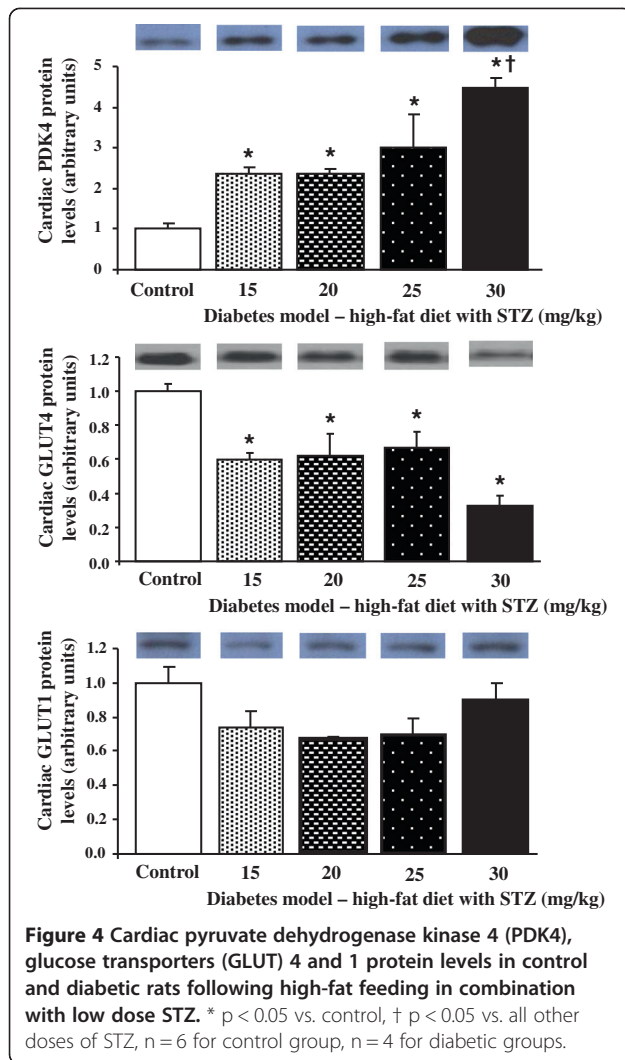 Cardiac PDK4 protein
levels (arbitrary units)
5
4
3
2
1
0
*
*
*
*†
Control 15 20 25 30
Diabetes model – high-fat diet with STZ (mg/kg)
Cardiac GLUT4 protein
levels (arbitrary units)
1.2
1.0
0.8
0.6
0.4
0.2
0.0
*
*
*
*
Control 15 20 25 30
Diabetes model – high-fat diet with STZ (mg/kg)
Cardiac GLUT1 protein
levels (arbitrary units)
1.2
1.0
0.8
0.6
0.4
0.2
0.0
Control 15 20 25 30
Diabetes model – high-fat diet with STZ (mg/kg)
Figure 4 Cardiac pyruvate dehydrogenase kinase 4 (PDK4),
glucose transporters (GLUT) 4 and 1 protein levels in control
and diabetic rats following high-fat feeding in combination
with low dose STZ. * p < 0.05 vs. control, † p < 0.05 vs. all other
doses of STZ, n = 6 for control group, n = 4 for diabetic groups.